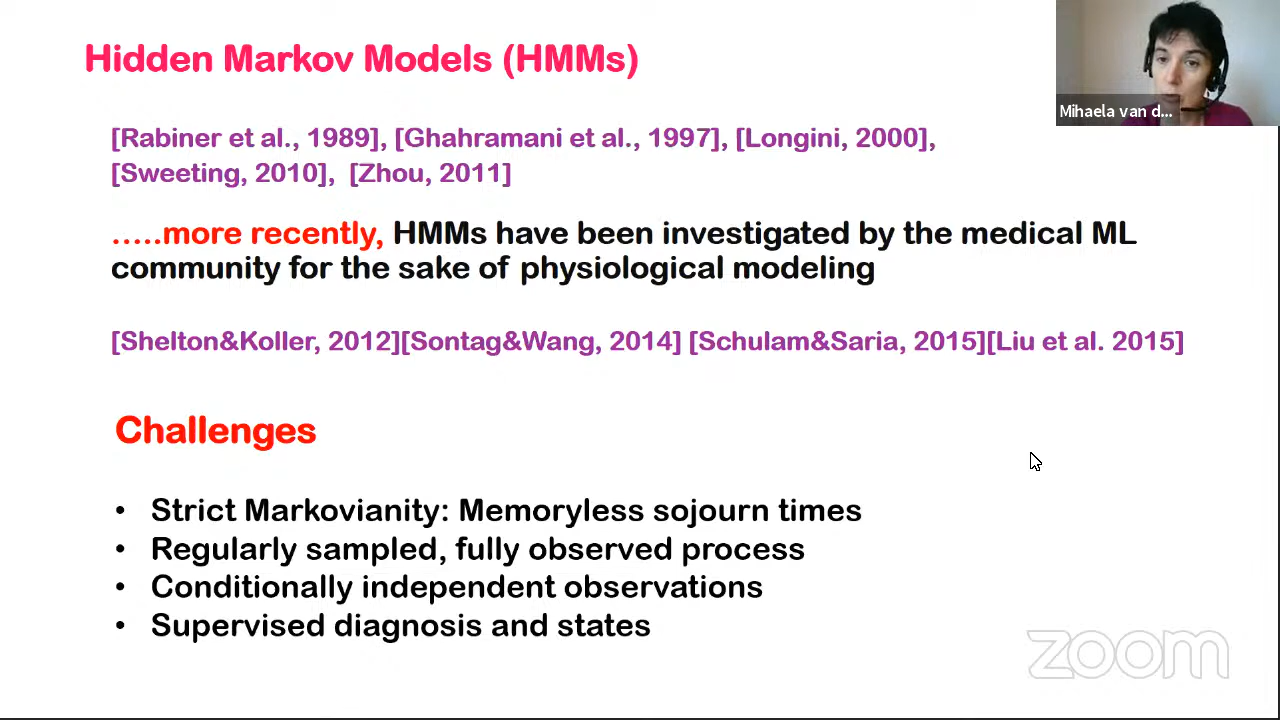 Hidden Markov Models (HMMs)
Mihaela van d...
[Rabiner et al., 1989], [Ghahramani et al., 1997], [Longini, 2000],
[Sweeting, 2010], [Zhou, 2011]
.....more recently, HMMs have been investigated by the medical ML
community for the sake of physiological modeling
[Shelton&Koller, 2012][Sontag&Wang, 2014] [Schulam&Saria, 2015][Liu et al. 2015]
Challenges
• Strict Markovianity: Memoryless sojourn times
• Regularly sampled, fully observed process
• Conditionally independent observations
• Supervised diagnosis and states
zoom